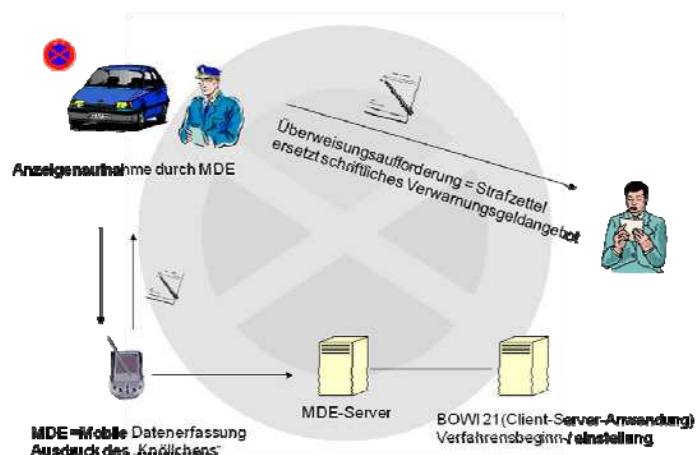 Überweisungsaufforderung = Strafzettel
ersetzt schriftliches Verwarnungsgeldangebot
Anzeigenaufnahme durch MDE
MDE-Server
BOWI 21 (Client-Server-Anwendung)
Verfahrensbeginn-/ einstellung
MDE =Mobile Datenerfassung
Ausdruck des „Knöllchens“